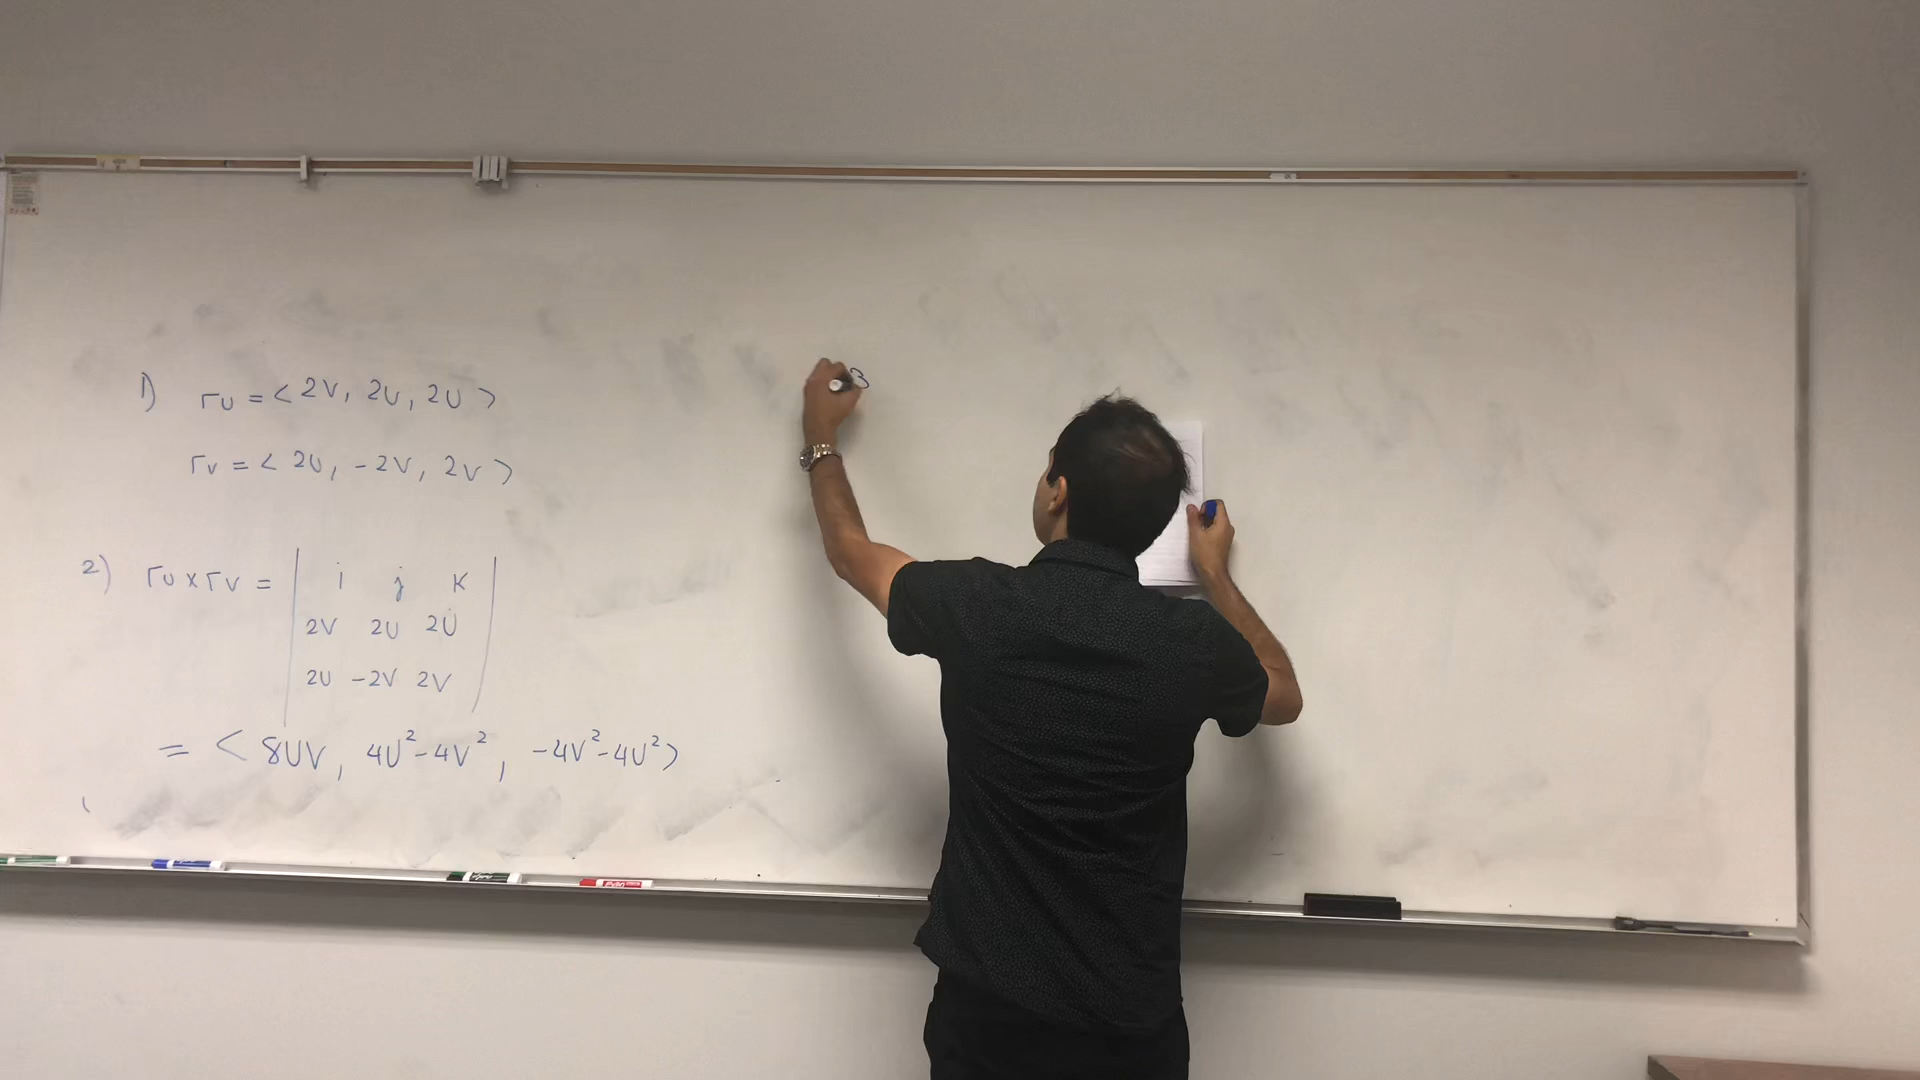 1) ru = < 2V, 2U, 2U >
rv = < 2U, -2V, 2V >
2) ru x rv = | i j k |
2V 2U 2U
2U -2V 2V
= < 8UV, 4U²-4V², -4V²-4U² >
3